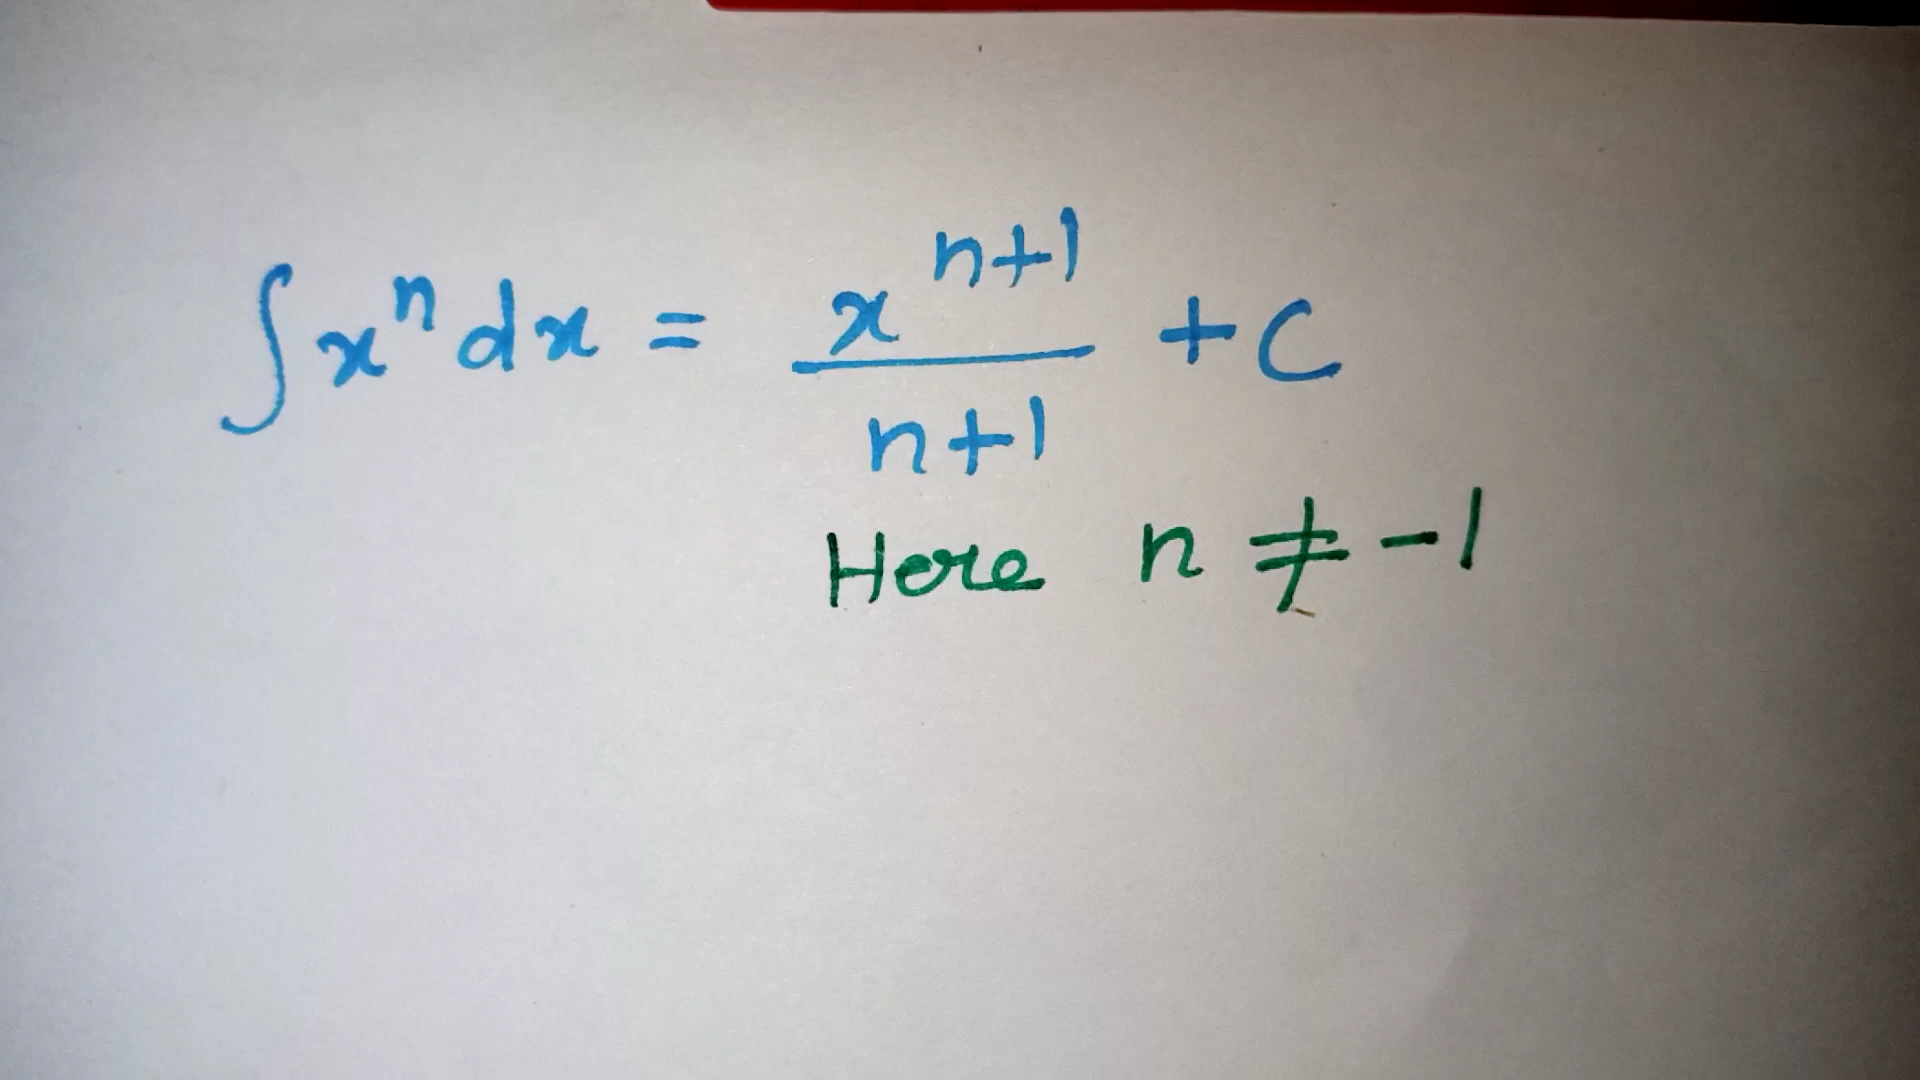 ∫xⁿdx = xⁿ⁺¹/n+1 + C
Here n ≠ -1